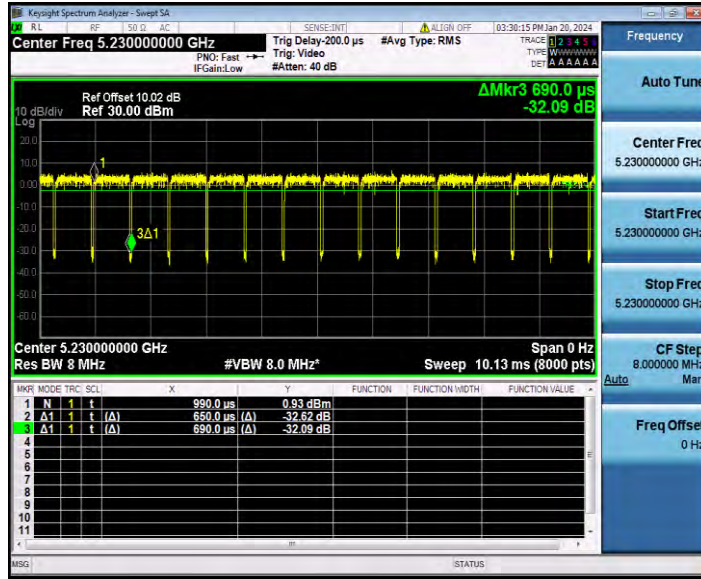 Keysight Spectrum Analyzer - Swept SA
RL RF 50 Ω AC SENSE:INT ALIGN OFF 03:30:15 PM Jan 20, 2024
Center Freq 5.230000000 GHz
PNO: Fast
IFGain:Low
Trig Delay-200.0 µs
Trig: Video
#Atten: 40 dB
#Avg Type: RMS
TRACE 1 2 3 4 5 6
TYPE W
DET A A A A A A
Ref Offset 10.02 dB
10 dB/div Ref 30.00 dBm
Log
ΔMkr3 690.0 µs
-32.09 dB
20.0
10.0
0.00
-10.0
-20.0
-30.0
-40.0
-50.0
-60.0
1
3Δ1
Center 5.230000000 GHz Span 0 Hz
Res BW 8 MHz #VBW 8.0 MHz* Sweep 10.13 ms (8000 pts)
MKR MODE TRC SCL X Y FUNCTION FUNCTION WIDTH FUNCTION VALUE
1 N 1 t 990.0 µs 0.93 dBm
2 Δ1 1 t (Δ) 650.0 µs (Δ) -32.62 dB
3 Δ1 1 t (Δ) 690.0 µs (Δ) -32.09 dB
4
5
6
7
8
9
10
11
MSG STATUS
Frequency
Auto Tune
Center Freq
5.230000000 GHz
Start Freq
5.230000000 GHz
Stop Freq
5.230000000 GHz
CF Step
8.000000 MHz
Auto Man
Freq Offset
0 Hz